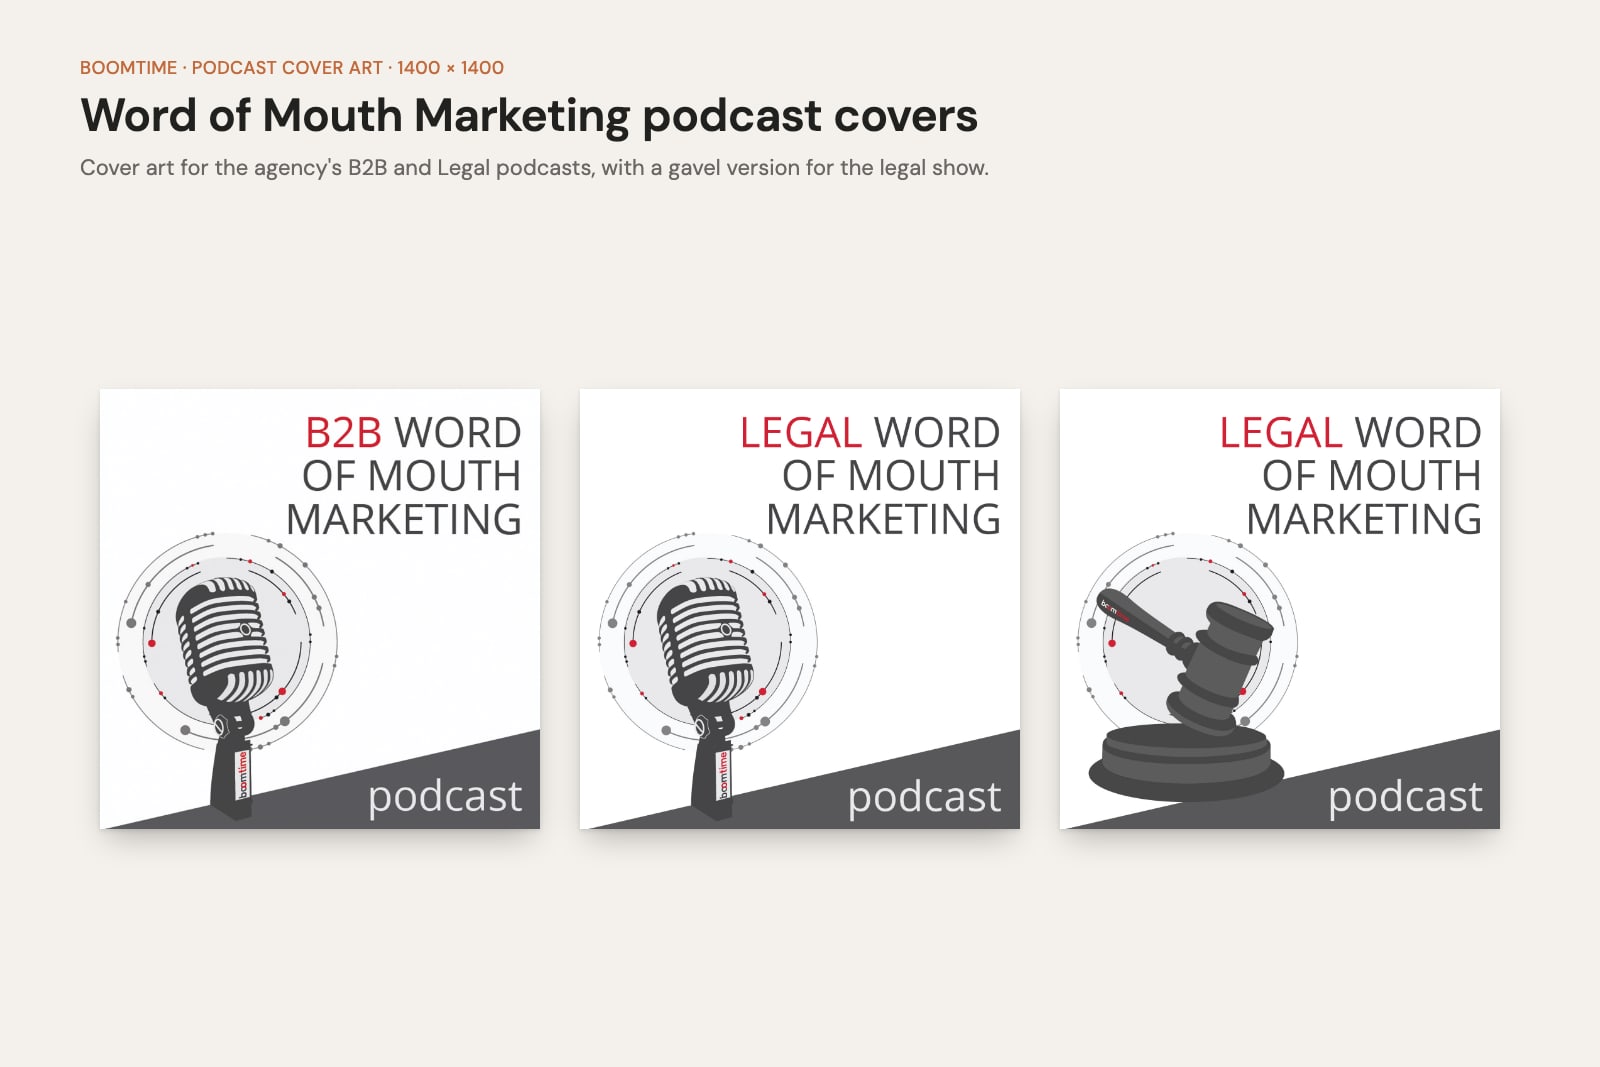 BOOMTIME · PODCAST COVER ART · 1400 × 1400
Word of Mouth Marketing podcast covers
Cover art for the agency's B2B and Legal podcasts, with a gavel version for the legal show.
B2B WORD
OF MOUTH
MARKETING
boomtime
podcast
LEGAL WORD
OF MOUTH
MARKETING
boomtime
podcast
LEGAL WORD
OF MOUTH
MARKETING
boomtime
podcast